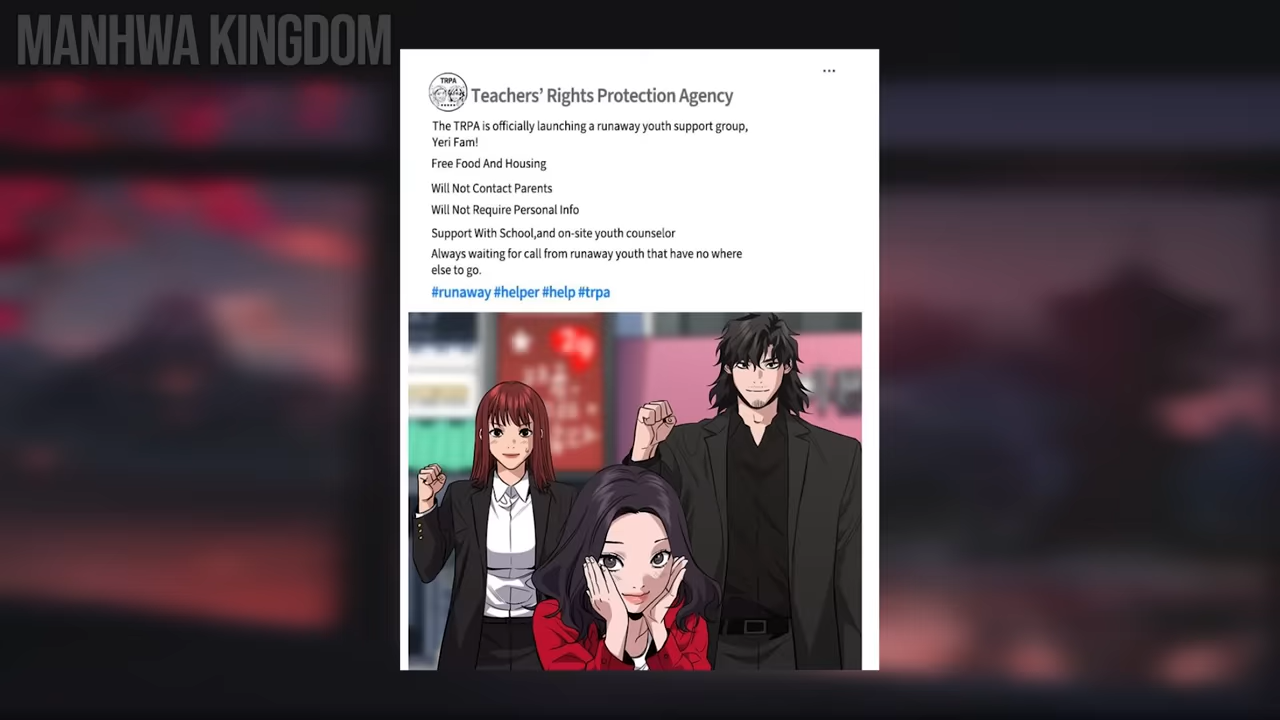 MANHWA KINGDOM
TRPA
Teachers' Rights Protection Agency
The TRPA is officially launching a runaway youth support group,
Yeri Fam!
Free Food And Housing
Will Not Contact Parents
Will Not Require Personal Info
Support With School,and on-site youth counselor
Always waiting for call from runaway youth that have no where
else to go.
#runaway #helper #help #trpa